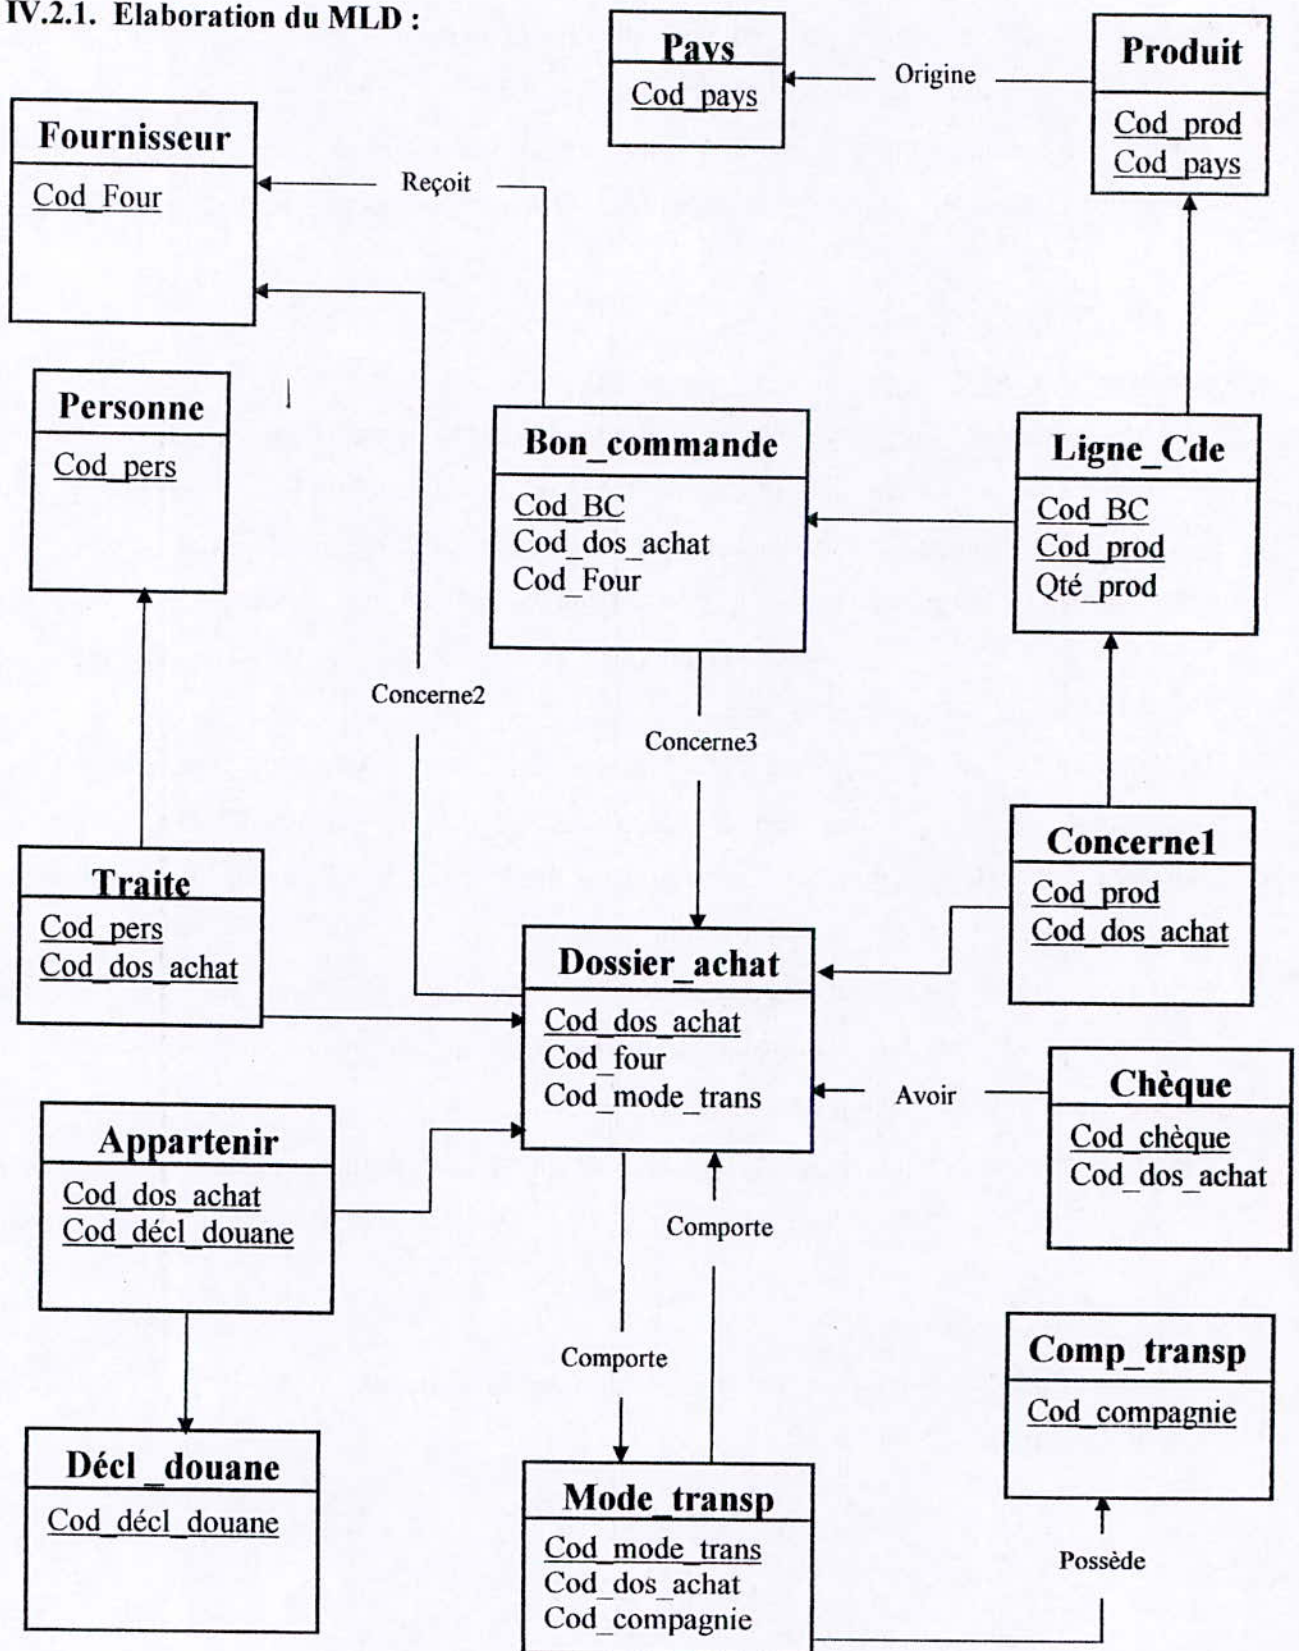 IV.2.1. Elaboration du MLD :
Pays
Cod_pays
Origine
Produit
Cod_prod
Cod_pays
Fournisseur
Cod_Four
Reçoit
Personne
Cod_pers
Bon_commande
Cod_BC
Cod_dos_achat
Cod_Four
Ligne_Cde
Cod_BC
Cod_prod
Qté_prod
Concerne2
Concerne3
Traite
Cod_pers
Cod_dos_achat
Concerne1
Cod_prod
Cod_dos_achat
Dossier_achat
Cod_dos_achat
Cod_four
Cod_mode_trans
Avoir
Chèque
Cod_chèque
Cod_dos_achat
Appartenir
Cod_dos_achat
Cod_décl_douane
Comporte
Comporte
Comp_transp
Cod_compagnie
Décl_douane
Cod_décl_douane
Mode_transp
Cod_mode_trans
Cod_dos_achat
Cod_compagnie
Possède